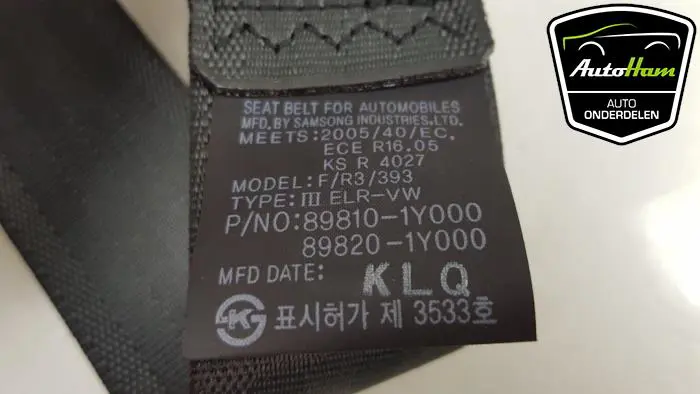 SEAT BELT FOR AUTOMOBILES
MFD.BY SAMSONG INDUSTRIES.LTD.
MEETS:2005/40/EC.
ECE R16.05
KS R 4027
MODEL:F/R3/393
TYPE:III ELR-VW
P/NO:89810-1Y000
89820-1Y000
MFD DATE: KLQ
K 표시허가 제 3533호
AutoHam
AUTO
ONDERDELEN